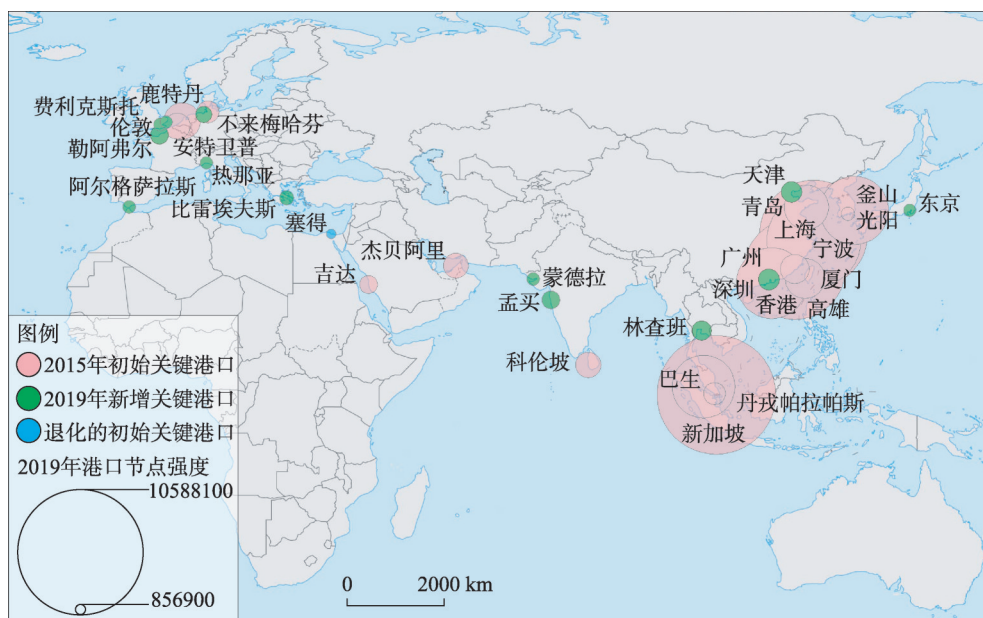 鹿特丹
费利克斯托
伦敦
不来梅哈芬
勒阿弗尔
安特卫普
热那亚
阿尔格萨拉斯
比雷埃夫斯
塞得
吉达
杰贝阿里
蒙德拉
孟买
科伦坡
天津
青岛
釜山
光阳
东京
上海
宁波
广州
厦门
深圳
香港
高雄
林查班
巴生
丹戎帕拉帕斯
新加坡
图例
2015年初始关键港口
2019年新增关键港口
退化的初始关键港口
2019年港口节点强度
10588100
856900
0
2000 km